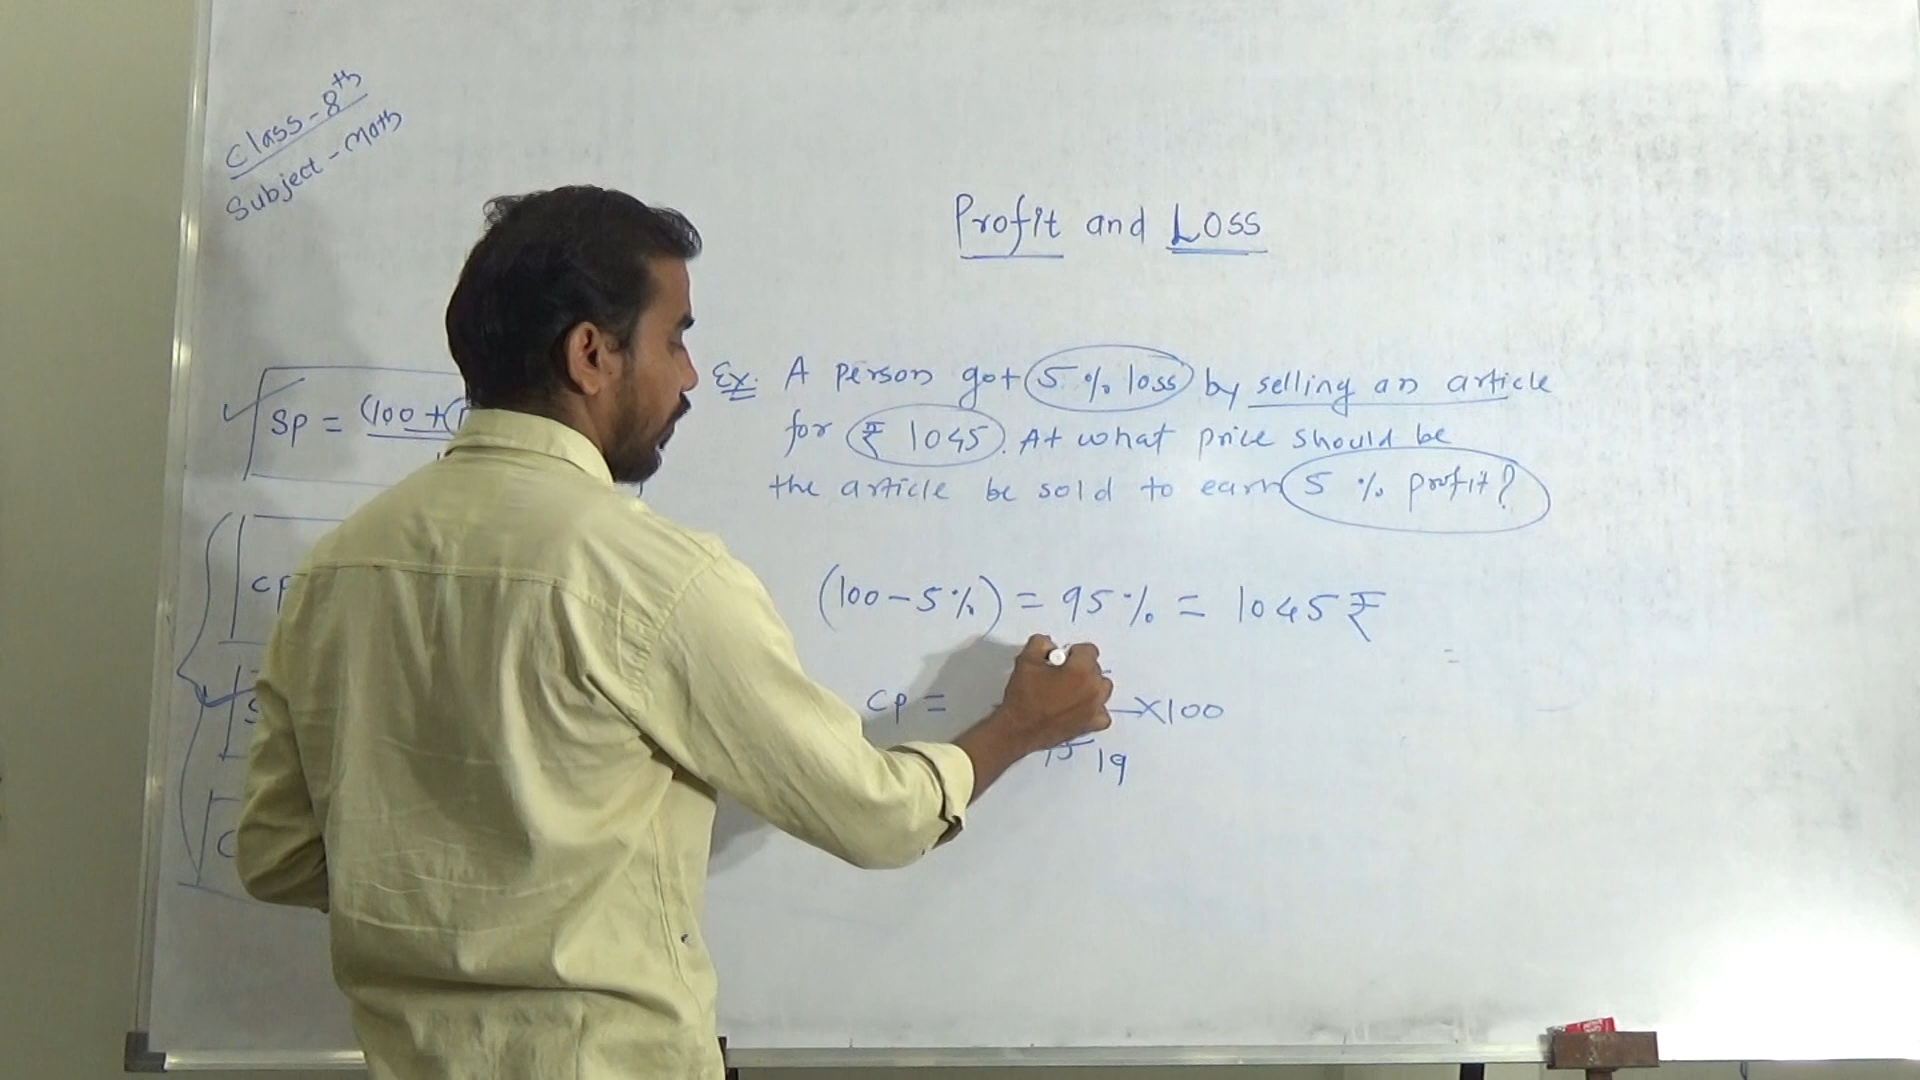 Class-8th
Subject-Math
Profit and Loss
SP = (100 +(
Ex. A person got 5 % loss by selling an article
for ₹ 1045. At what price should be
the article be sold to earn 5 % profit?
CP
(100-5%) = 95% = 1045 ₹
=
S
CP = ×100
19
C